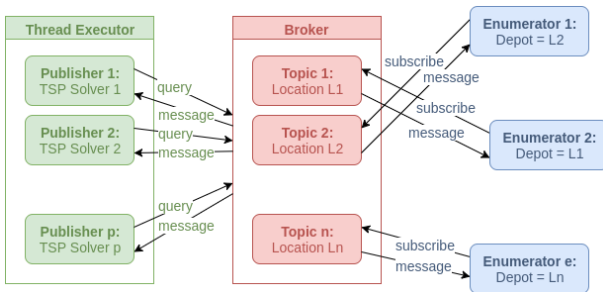 Thread Executor
Publisher 1:
TSP Solver 1
Publisher 2:
TSP Solver 2
Publisher p:
TSP Solver p
query
message
query
message
query
message
Broker
Topic 1:
Location L1
Topic 2:
Location L2
Topic n:
Location Ln
subscribe
message
subscribe
message
subscribe
message
Enumerator 1:
Depot = L2
Enumerator 2:
Depot = L1
Enumerator e:
Depot = Ln